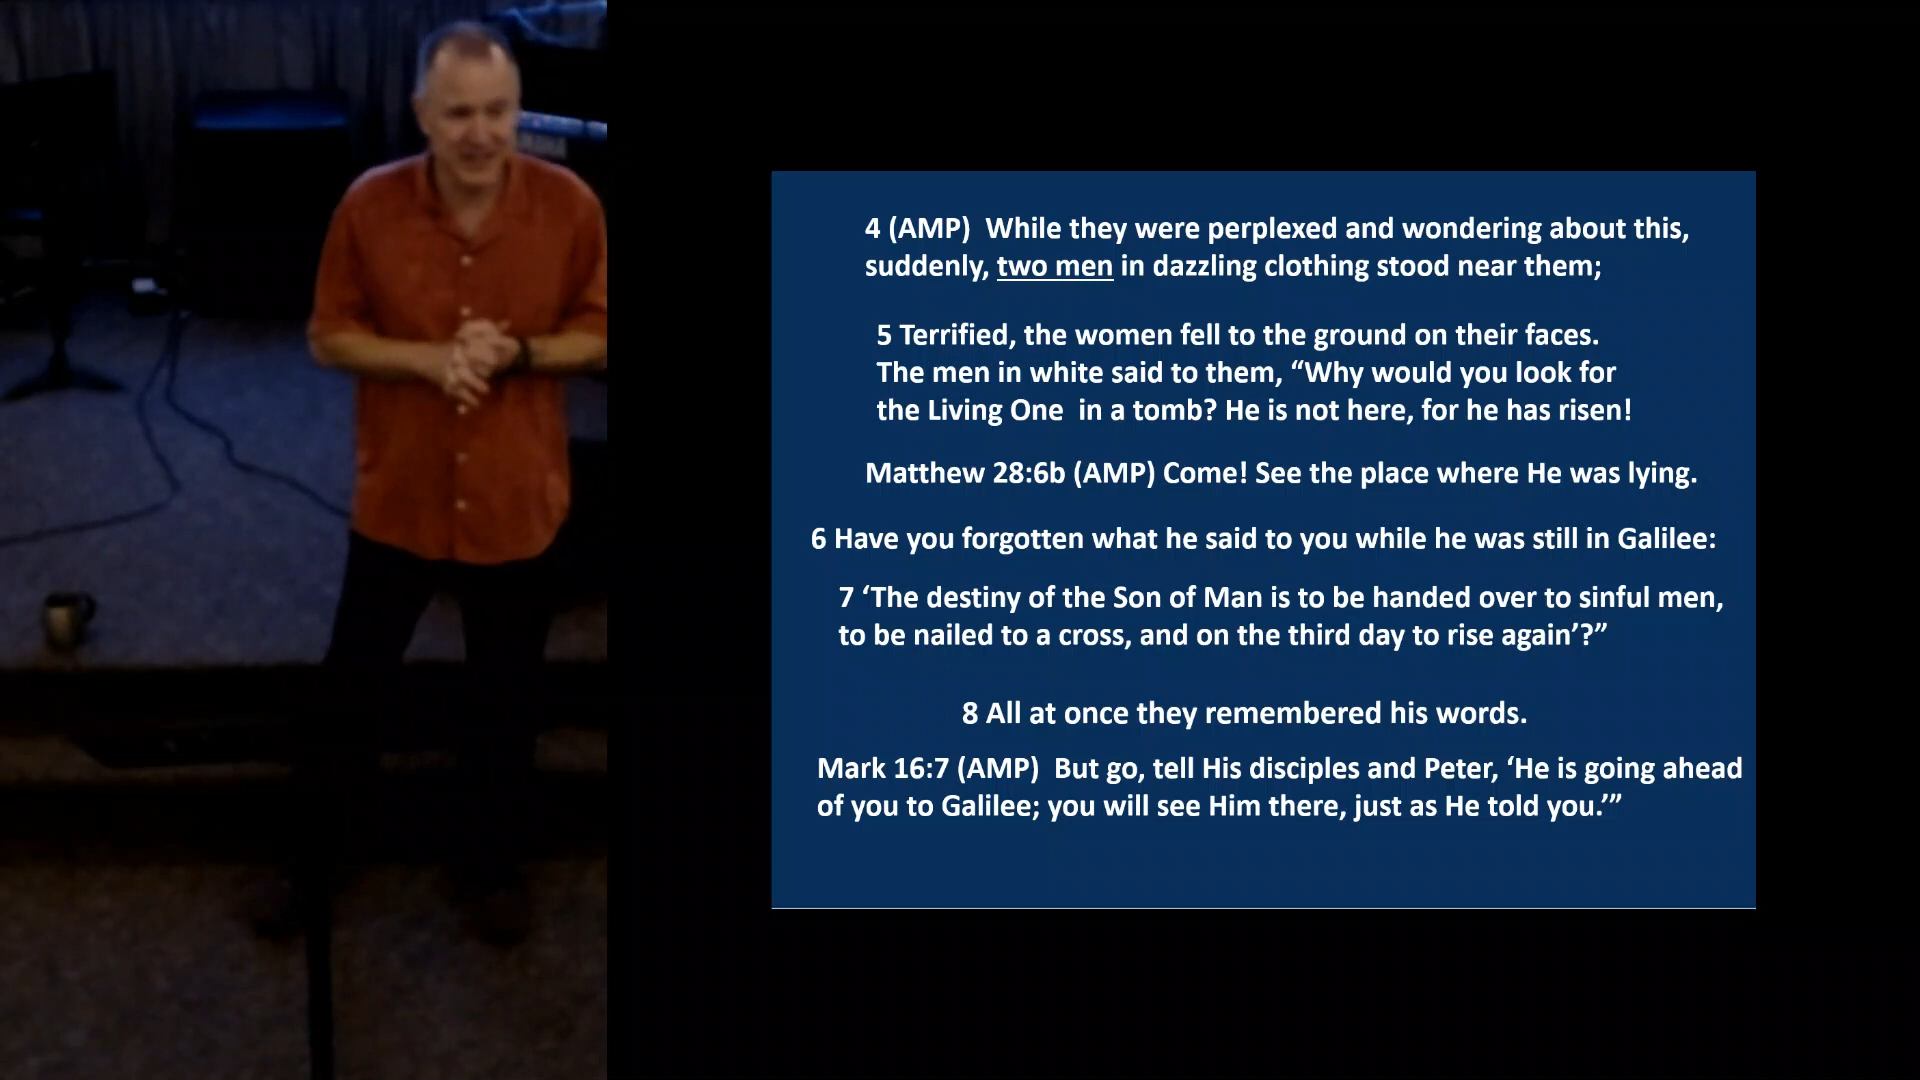 4 (AMP)  While they were perplexed and wondering about this,
suddenly, two men in dazzling clothing stood near them;
5 Terrified, the women fell to the ground on their faces.
The men in white said to them, “Why would you look for
the Living One  in a tomb? He is not here, for he has risen!
Matthew 28:6b (AMP) Come! See the place where He was lying.
6 Have you forgotten what he said to you while he was still in Galilee:
7 ‘The destiny of the Son of Man is to be handed over to sinful men,
to be nailed to a cross, and on the third day to rise again’?”
8 All at once they remembered his words.
Mark 16:7 (AMP)  But go, tell His disciples and Peter, ‘He is going ahead
of you to Galilee; you will see Him there, just as He told you.’”